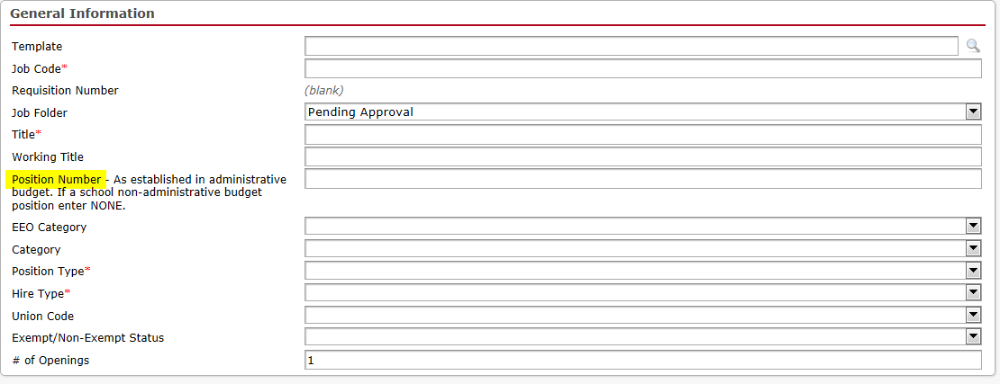 General Information
Template
Job Code*
Requisition Number (blank)
Job Folder Pending Approval
Title*
Working Title
Position Number - As established in administrative
budget. If a school non-administrative budget
position enter NONE.
EEO Category
Category
Position Type*
Hire Type*
Union Code
Exempt/Non-Exempt Status
# of Openings 1